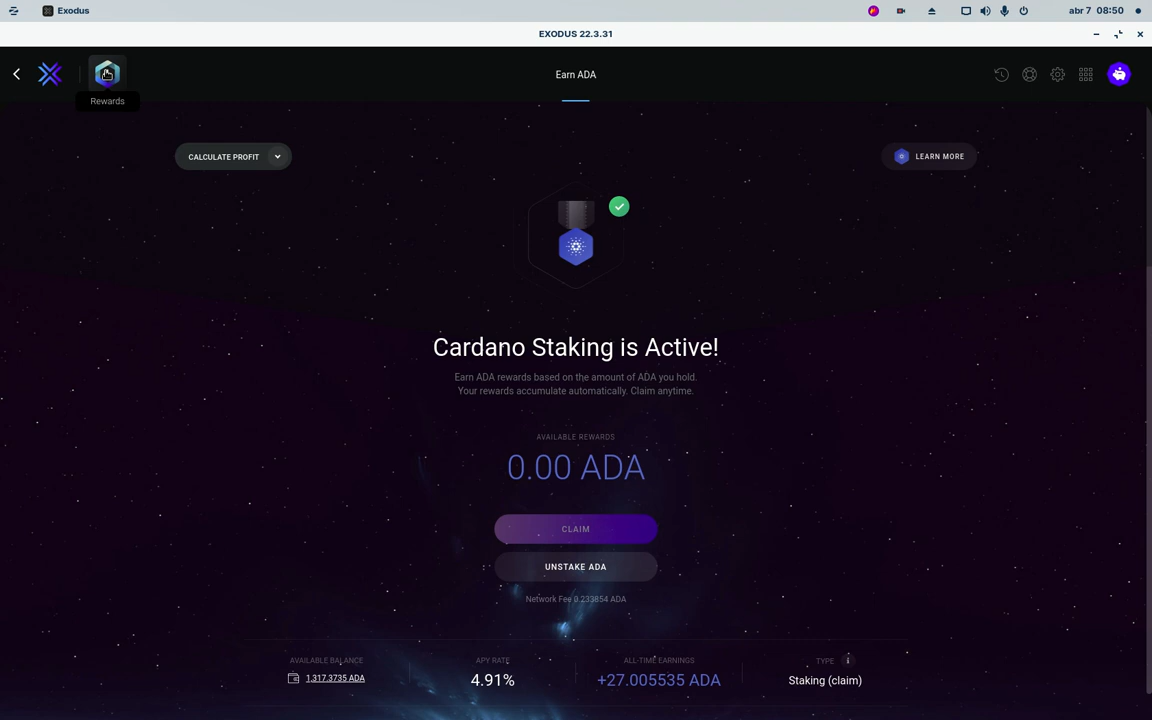 Exodus
abr 7 08:50
EXODUS 22.3.31
Earn ADA
Rewards
CALCULATE PROFIT
LEARN MORE
Cardano Staking is Active!
Earn ADA rewards based on the amount of ADA you hold.
Your rewards accumulate automatically. Claim anytime.
AVAILABLE REWARDS
0.00 ADA
CLAIM
UNSTAKE ADA
Network Fee 0.233854 ADA
AVAILABLE BALANCE
1,317.3735 ADA
APY RATE
4.91%
ALL-TIME EARNINGS
+27.005535 ADA
TYPE i
Staking (claim)